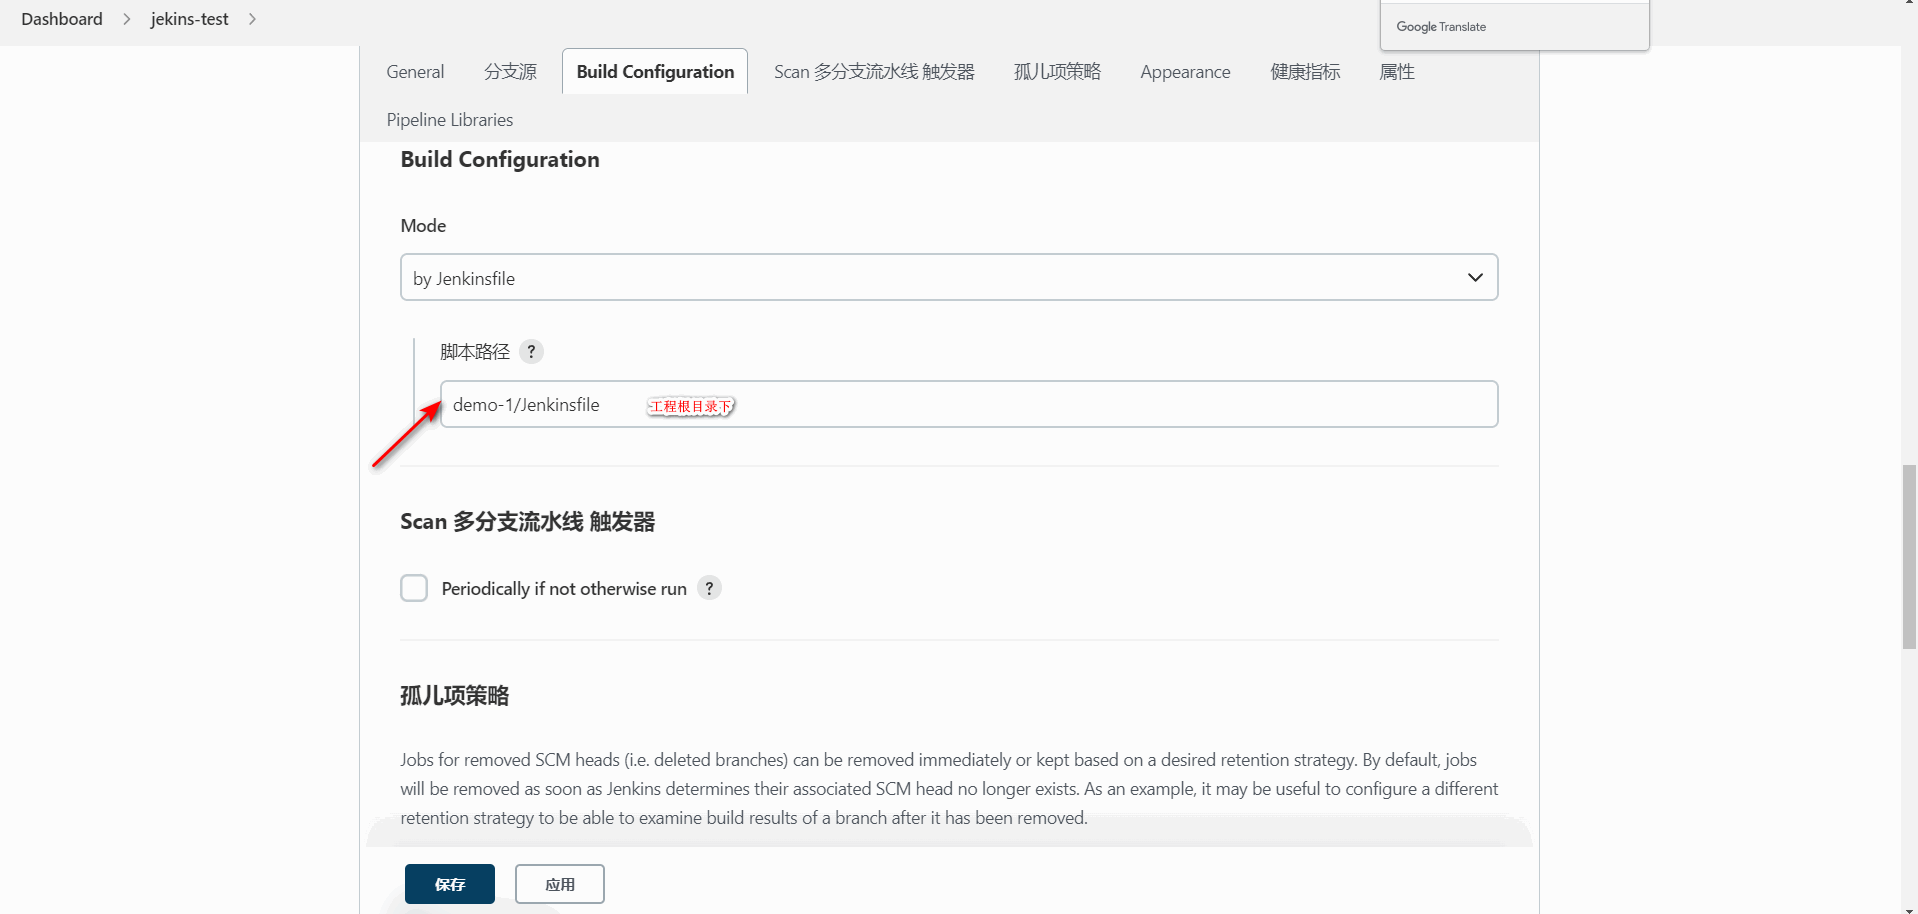 Dashboard > jekins-test >
Google Translate
General 分支源 Build Configuration Scan 多分支流水线 触发器 孤儿项策略 Appearance 健康指标 属性
Pipeline Libraries
Build Configuration
Mode
by Jenkinsfile
脚本路径 ?
demo-1/Jenkinsfile 工程根目录下
Scan 多分支流水线 触发器
Periodically if not otherwise run ?
孤儿项策略
Jobs for removed SCM heads (i.e. deleted branches) can be removed immediately or kept based on a desired retention strategy. By default, jobs
will be removed as soon as Jenkins determines their associated SCM head no longer exists. As an example, it may be useful to configure a different
retention strategy to be able to examine build results of a branch after it has been removed.
保存 应用